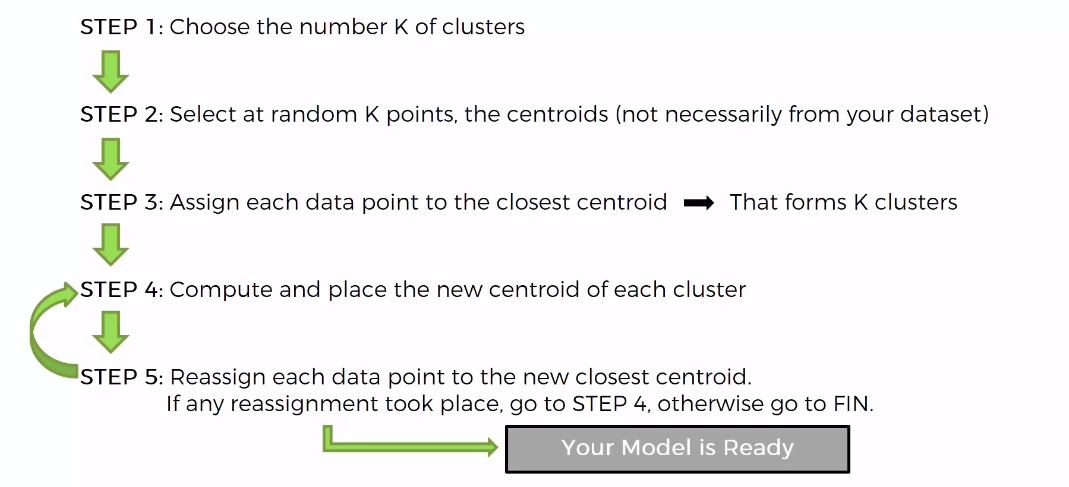 STEP 1: Choose the number K of clusters
STEP 2: Select at random K points, the centroids (not necessarily from your dataset)
STEP 3: Assign each data point to the closest centroid That forms K clusters
STEP 4: Compute and place the new centroid of each cluster
STEP 5: Reassign each data point to the new closest centroid.
If any reassignment took place, go to STEP 4, otherwise go to FIN.
Your Model is Ready